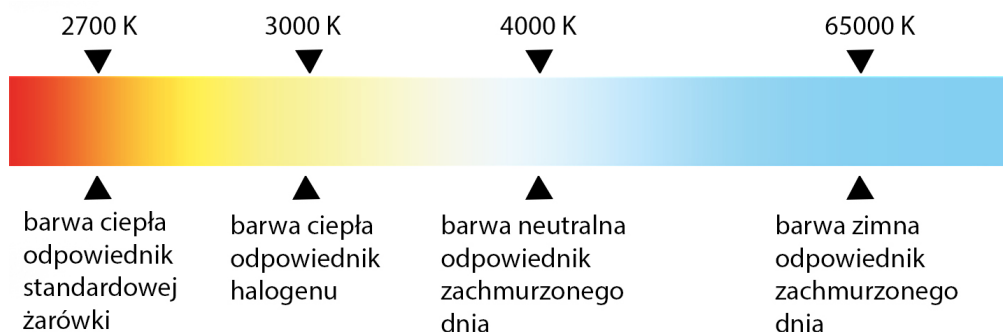 2700 K
3000 K
4000 K
65000 K
barwa ciepła
odpowiednik
standardowej
żarówki
barwa ciepła
odpowiednik
halogenu
barwa neutralna
odpowiednik
zachmurzonego
dnia
barwa zimna
odpowiednik
zachmurzonego
dnia